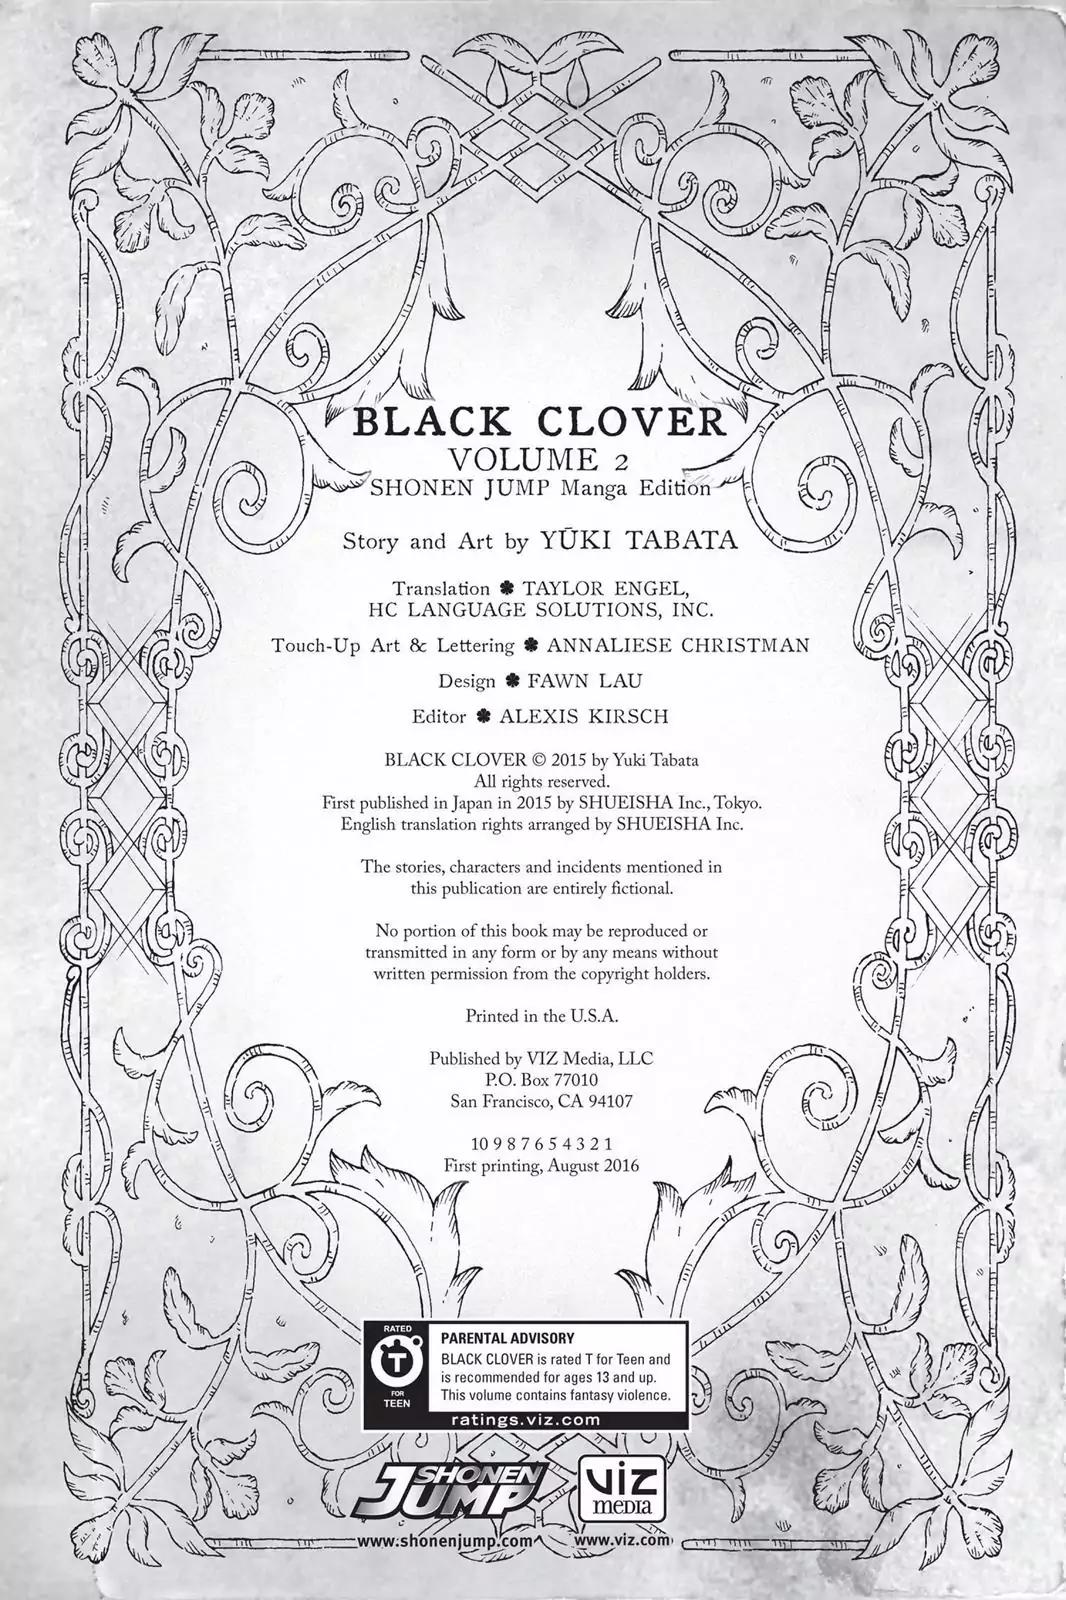 BLACK CLOVER
VOLUME 2
SHONEN JUMP Manga Edition
Story and Art by YŪKI TABATA
Translation ✽ TAYLOR ENGEL,
HC LANGUAGE SOLUTIONS, INC.
Touch-Up Art & Lettering ✽ ANNALIESE CHRISTMAN
Design ✽ FAWN LAU
Editor ✽ ALEXIS KIRSCH
BLACK CLOVER © 2015 by Yuki Tabata
All rights reserved.
First published in Japan in 2015 by SHUEISHA Inc., Tokyo.
English translation rights arranged by SHUEISHA Inc.
The stories, characters and incidents mentioned in
this publication are entirely fictional.
No portion of this book may be reproduced or
transmitted in any form or by any means without
written permission from the copyright holders.
Printed in the U.S.A.
Published by VIZ Media, LLC
P.O. Box 77010
San Francisco, CA 94107
10 9 8 7 6 5 4 3 2 1
First printing, August 2016
RATED
T
FOR
TEEN
PARENTAL ADVISORY
BLACK CLOVER is rated T for Teen and
is recommended for ages 13 and up.
This volume contains fantasy violence.
ratings.viz.com
SHONEN
JUMP
www.shonenjump.com
VIZ
MEDIA
www.viz.com